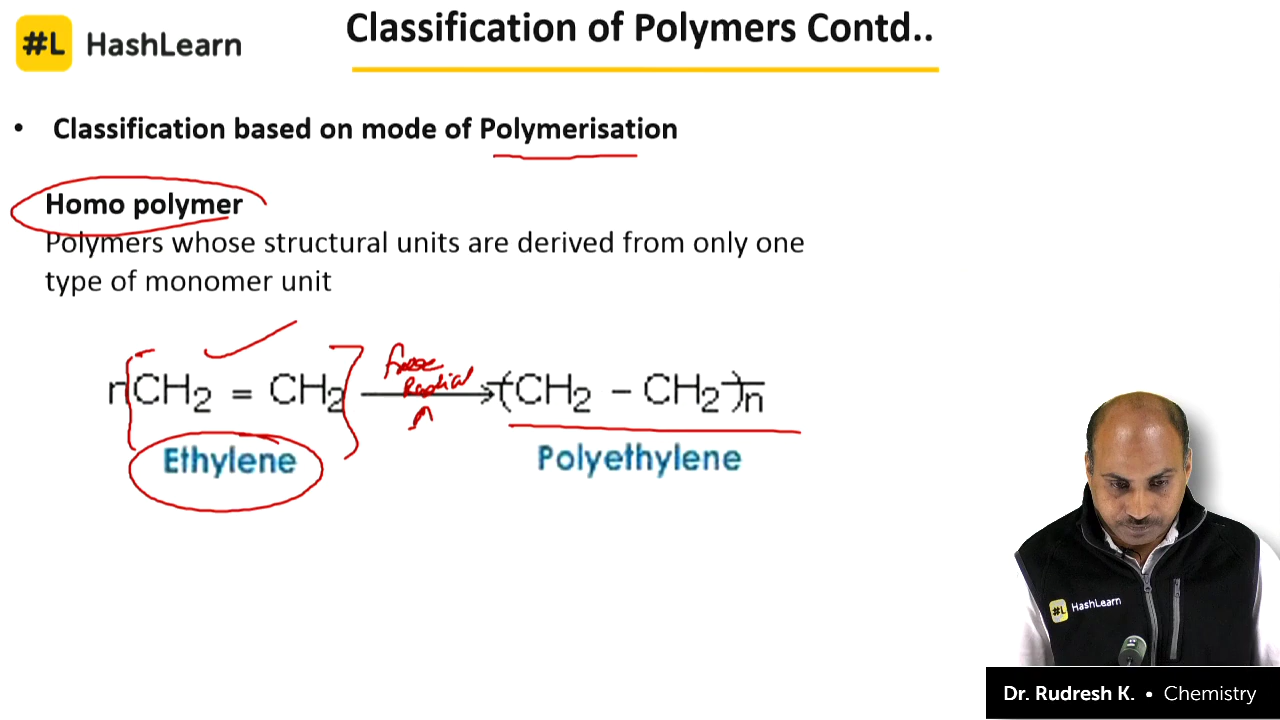 #L HashLearn
Classification of Polymers Contd..
• Classification based on mode of Polymerisation
Homo polymer
Polymers whose structural units are derived from only one
type of monomer unit
free
Radical
nCH₂ = CH₂ → (CH₂ – CH₂)n
Ethylene
Polyethylene
#L HashLearn
Dr. Rudresh K. • Chemistry